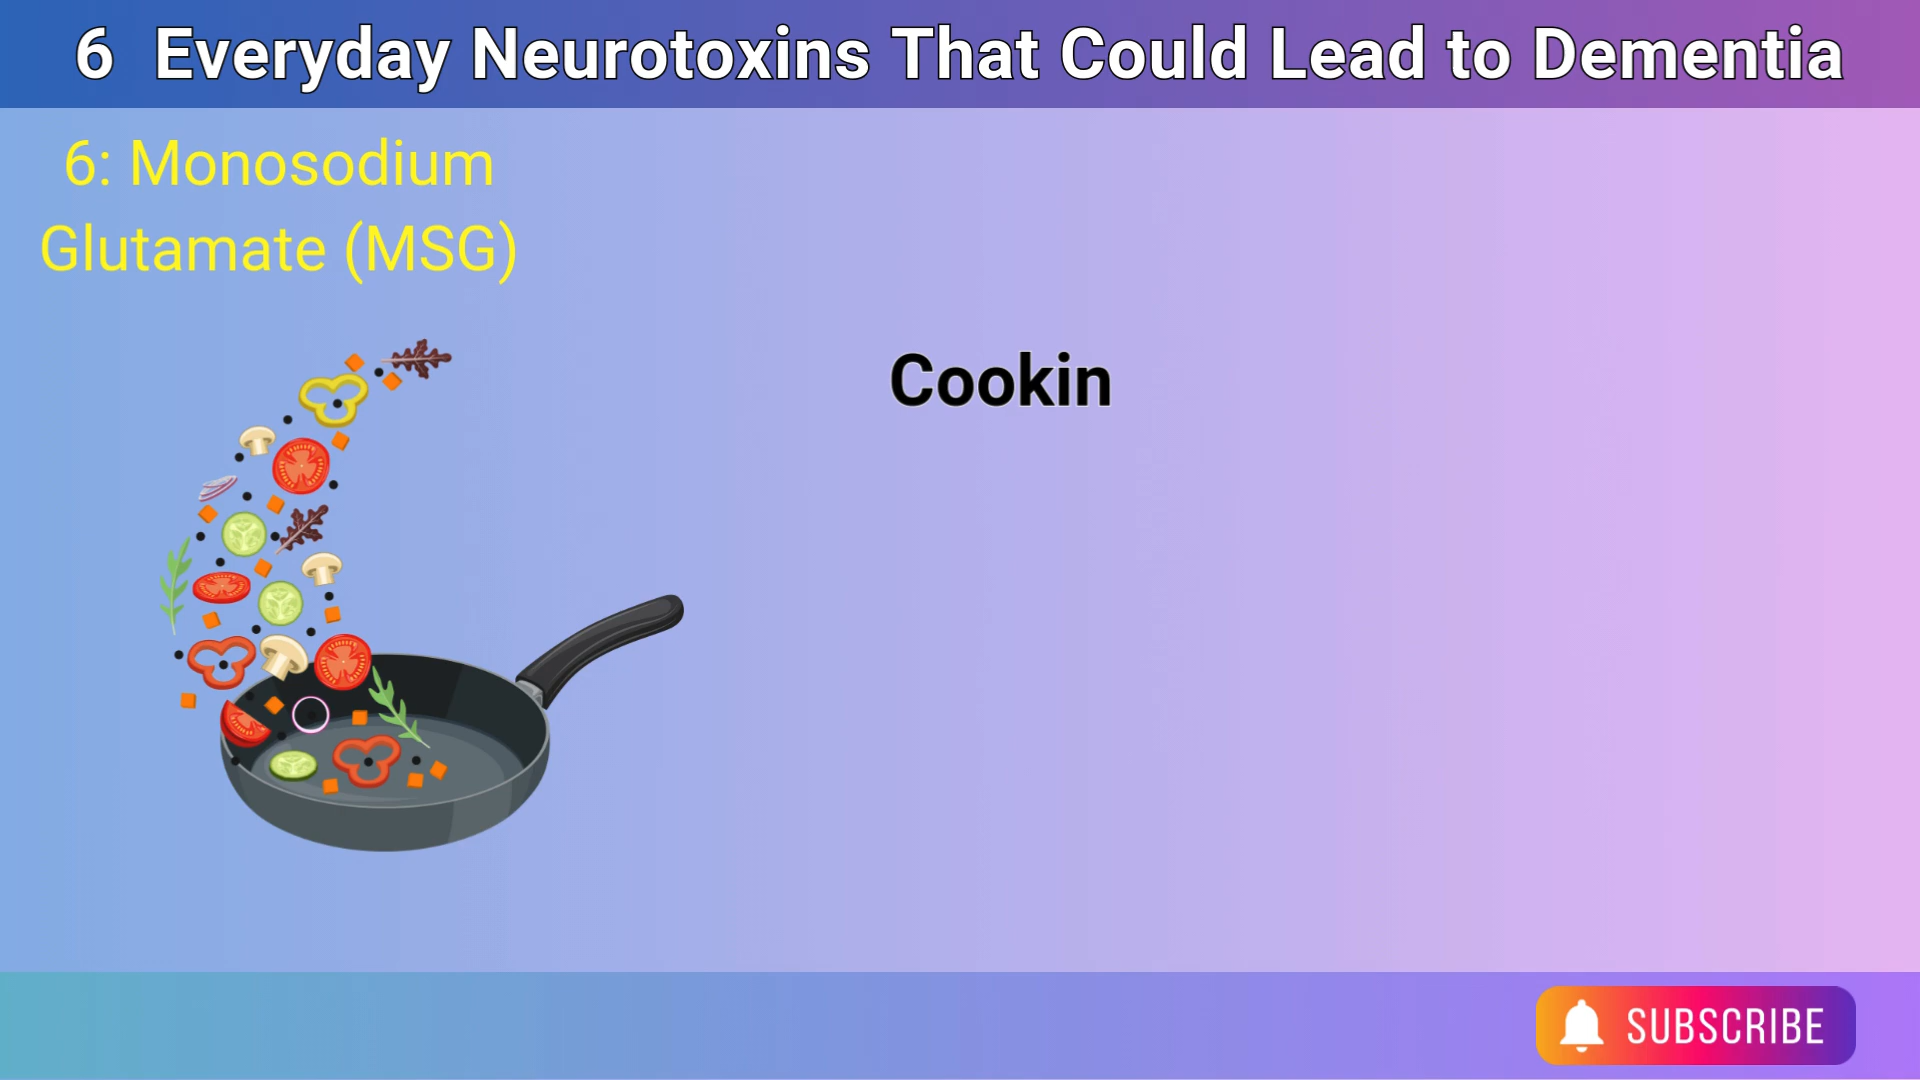 6 Everyday Neurotoxins That Could Lead to Dementia
6: Monosodium
Glutamate (MSG)
Cookin
SUBSCRIBE